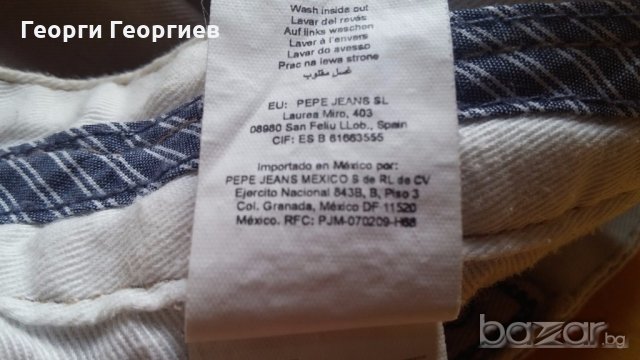 Георги Георгиев
Wash inside out
Lavar del revés
Auf links waschen
Laver à l'envers
Lavar do avesso
Prac na lewa strone
غسل مقلوب
EU: PEPE JEANS SL
Laurea Miro, 403
08980 San Feliu LLob., Spain
CIF: ES B 61663555
Importado en México por:
PEPE JEANS MEXICO S de RL de CV
Ejercito Nacional 843B, B, Piso 3
Col. Granada, México DF 11520
México. RFC: PJM-070209-H68
bazar.bg